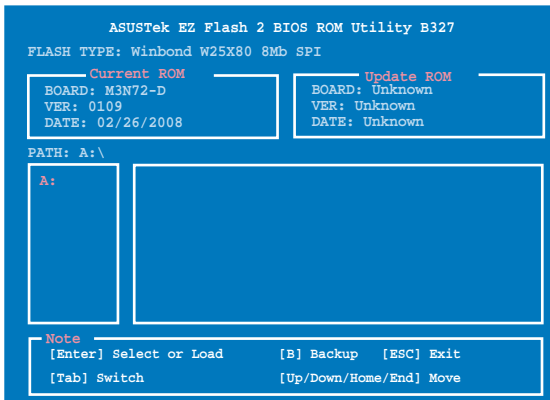 ASUSTek EZ Flash 2 BIOS ROM Utility B327
FLASH TYPE: Winbond W25X80 8Mb SPI
Current ROM
BOARD: M3N72-D
VER: 0109
DATE: 02/26/2008
Update ROM
BOARD: Unknown
VER: Unknown
DATE: Unknown
PATH: A:\
A:
Note
[Enter] Select or Load [B] Backup [ESC] Exit
[Tab] Switch [Up/Down/Home/End] Move